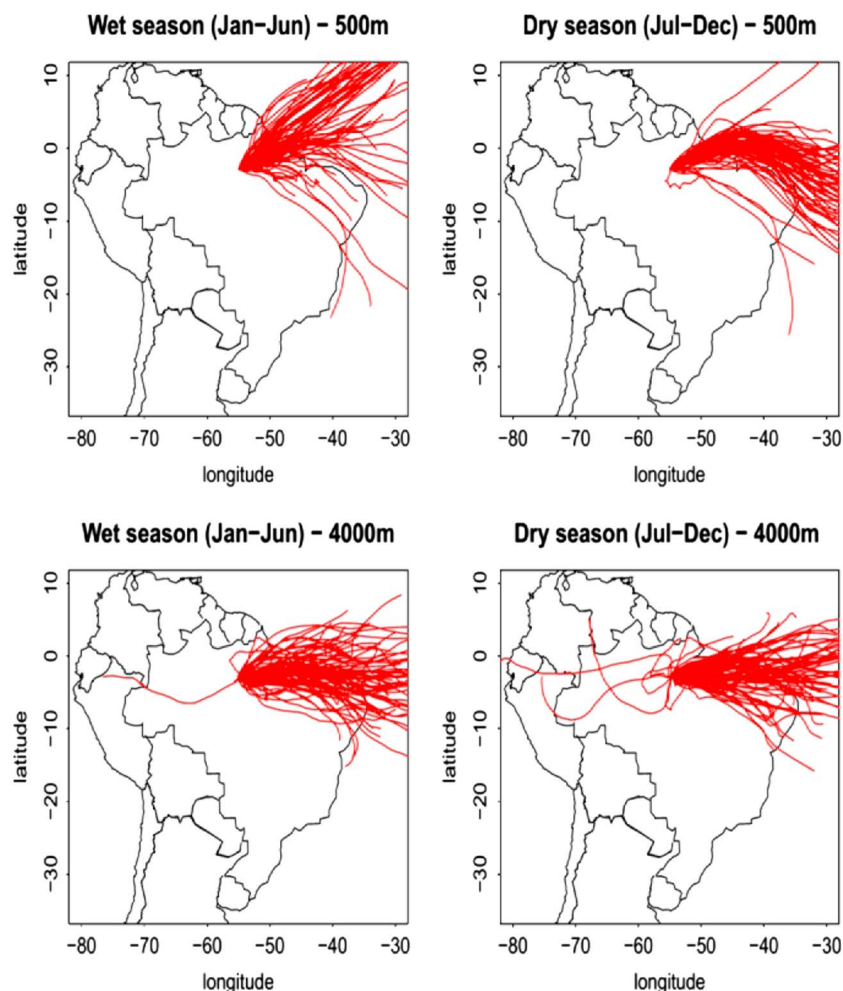 Wet season (Jan−Jun) − 500m
Dry season (Jul−Dec) − 500m
latitude
10
0
−10
−20
−30
−80 −70 −60 −50 −40 −30
longitude
latitude
10
0
−10
−20
−30
−80 −70 −60 −50 −40 −30
longitude
Wet season (Jan−Jun) − 4000m
Dry season (Jul−Dec) − 4000m
latitude
10
0
−10
−20
−30
−80 −70 −60 −50 −40 −30
longitude
latitude
10
0
−10
−20
−30
−80 −70 −60 −50 −40 −30
longitude